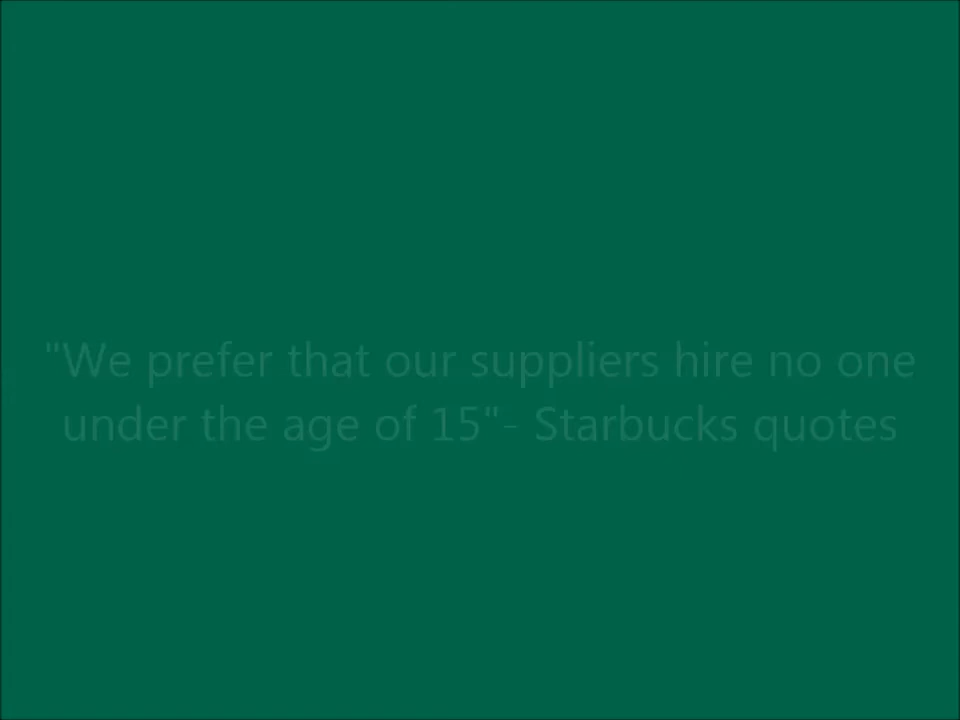 "We prefer that our suppliers hire no one
under the age of 15"- Starbucks quotes